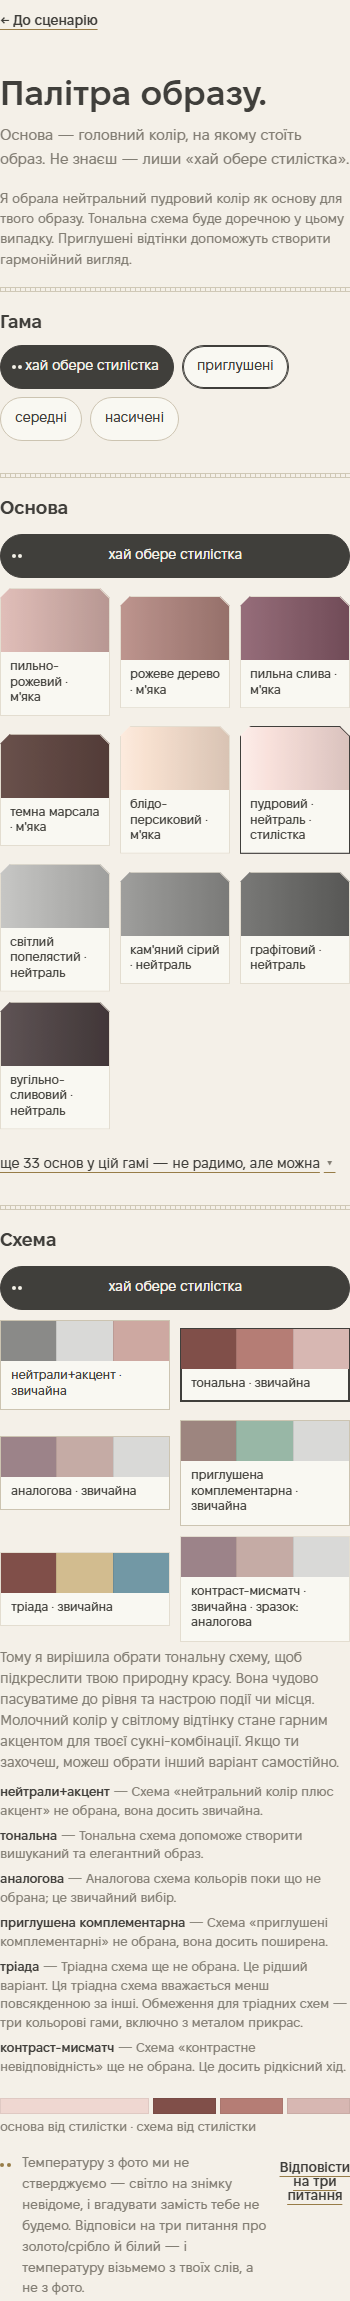 ← До сценарію
Палітра образу.
Основа — головний колір, на якому стоїть
образ. Не знаєш — лиши «хай обере стилістка».
Я обрала нейтральний пудровий колір як основу для
твого образу. Тональна схема буде доречною у цьому
випадку. Приглушені відтінки допоможуть створити
гармонійний вигляд.
Гама
хай обере стилістка
приглушені
середні
насичені
Основа
хай обере стилістка
пильно-
рожевий ·
м'яка
рожеве дерево
· м'яка
пильна слива ·
м'яка
темна марсала
· м'яка
блідо-
персиковий ·
м'яка
пудровий ·
нейтраль ·
стилістка
світлий
попелястий ·
нейтраль
кам'яний сірий
· нейтраль
графітовий ·
нейтраль
вугільно-
сливовий ·
нейтраль
ще 33 основ у цій гамі — не радимо, але можна ▾
Схема
хай обере стилістка
нейтрали+акцент ·
звичайна
тональна · звичайна
аналогова · звичайна
приглушена
комплементарна ·
звичайна
тріада · звичайна
контраст-мисматч ·
звичайна · зразок:
аналогова
Тому я вирішила обрати тональну схему, щоб
підкреслити твою природну красу. Вона чудово
пасуватиме до рівня та настрою події чи місця.
Молочний колір у світлому відтінку стане гарним
акцентом для твоєї сукні-комбінації. Якщо ти
захочеш, можеш обрати інший варіант самостійно.
нейтрали+акцент — Схема «нейтральний колір плюс
акцент» не обрана, вона досить звичайна.
тональна — Тональна схема допоможе створити
вишуканий та елегантний образ.
аналогова — Аналогова схема кольорів поки що не
обрана; це звичайний вибір.
приглушена комплементарна — Схема «приглушені
комплементарні» не обрана, вона досить поширена.
тріада — Тріадна схема ще не обрана. Це рідший
варіант. Ця тріадна схема вважається менш
повсякденною за інші. Обмеження для тріадних схем —
три кольорові гами, включно з металом прикрас.
контраст-мисматч — Схема «контрастне
невідповідність» ще не обрана. Це досить рідкісний хід.
основа від стилістки · схема від стилістки
Температуру з фото ми не
стверджуємо — світло на знімку
невідоме, і вгадувати замість тебе не
будемо. Відповіси на три питання про
золото/срібло й білий — і
температуру візьмемо з твоїх слів, а
не з фото.
Відповісти
на три
питання